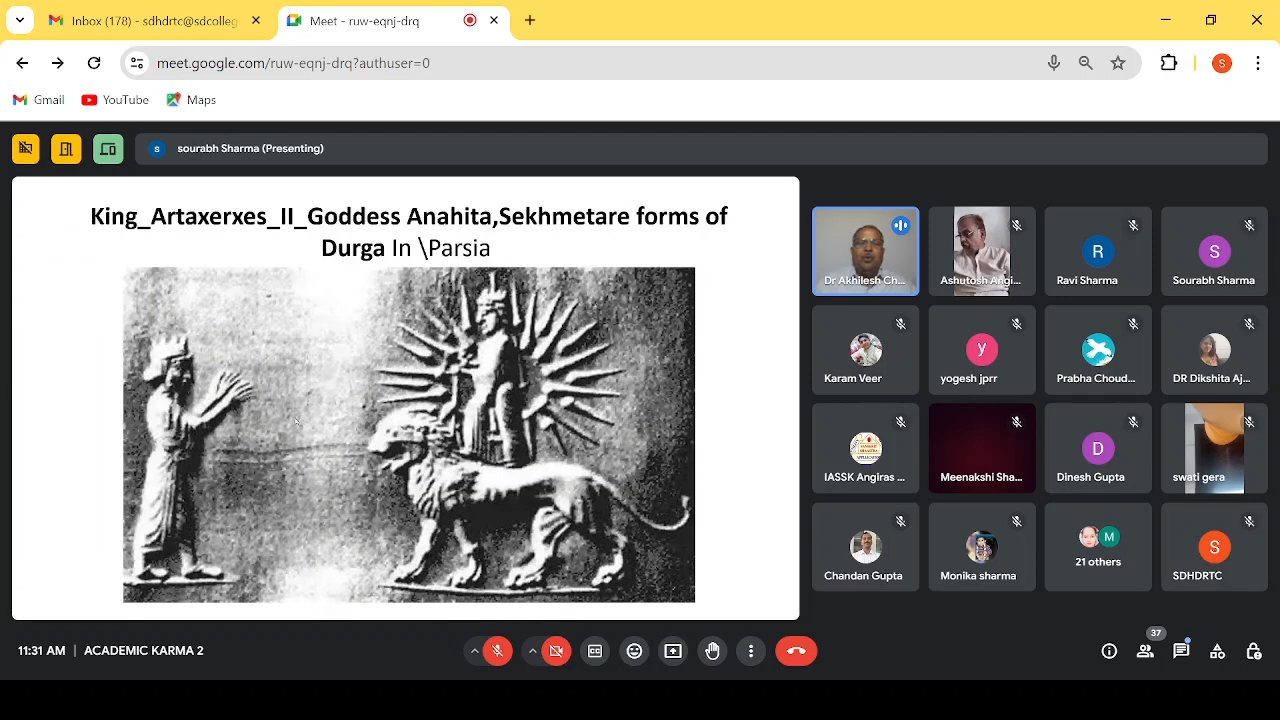 Inbox (178) - sdhdrtc@sdcolleg
Meet - ruw-eqnj-drq
meet.google.com/ruw-eqnj-drq?authuser=0
S
Gmail
YouTube
Maps
s
sourabh Sharma (Presenting)
King_Artaxerxes_II_Goddess Anahita,Sekhmetare forms of
Durga In \Parsia
Dr Akhilesh Ch...
Ashutosh Angi...
R
Ravi Sharma
S
Sourabh Sharma
Karam Veer
y
yogesh jprr
Prabha Choud...
DR Dikshita Aj...
IASSK Angiras ...
Meenakshi Sha...
D
Dinesh Gupta
swati gera
Chandan Gupta
Monika sharma
M
21 others
S
SDHDRTC
11:31 AM | ACADEMIC KARMA 2
37